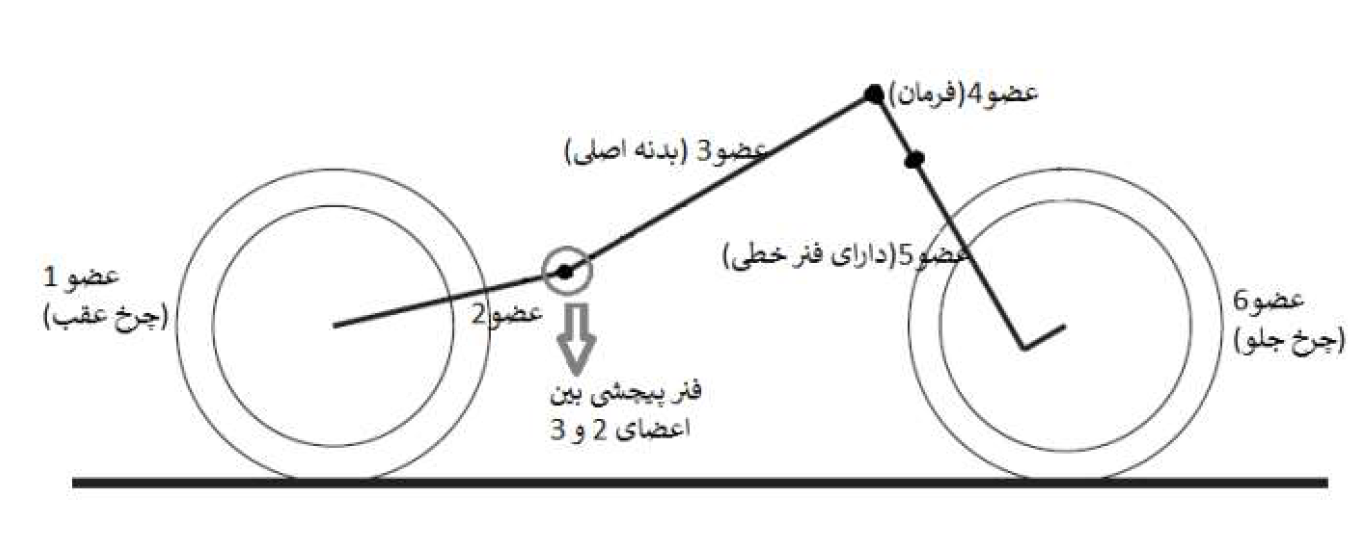 عضو4(فرمان)
عضو3 (بدنه اصلی)
عضو5(دارای فنر خطی)
عضو 1
(چرخ عقب)
عضو2
عضو6
(چرخ جلو)
فنر پیچشی بین
اعضای 2 و 3